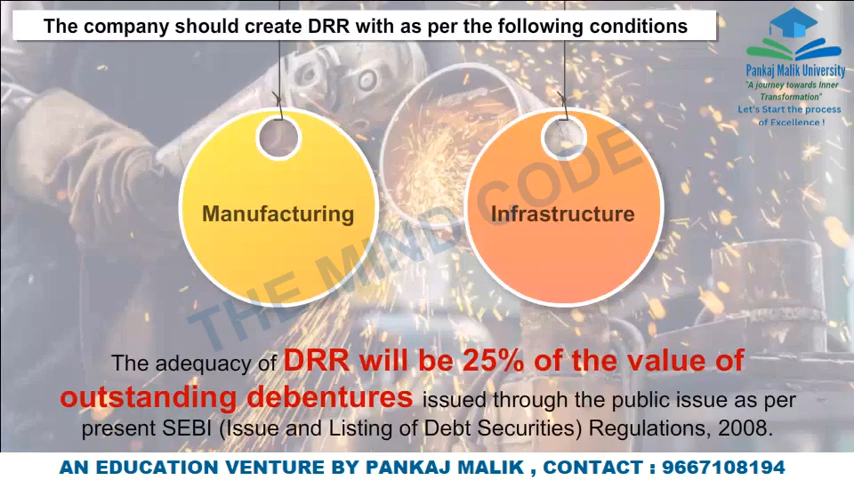 The company should create DRR with as per the following conditions
Pankaj Malik University
"A journey towards Inner
Transformation"
Let's Start the process
of Excellence !
Manufacturing
Infrastructure
THE MIND CODE
The adequacy of DRR will be 25% of the value of
outstanding debentures issued through the public issue as per
present SEBI (Issue and Listing of Debt Securities) Regulations, 2008.
AN EDUCATION VENTURE BY PANKAJ MALIK , CONTACT : 9667108194